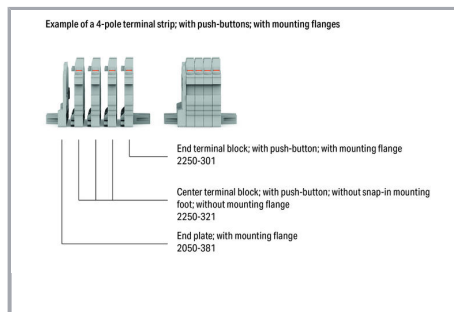 Example of a 4-pole terminal strip; with push-buttons; with mounting flanges
End terminal block; with push-button; with mounting flange
2250-301
Center terminal block; with push-button; without snap-in mounting
foot; without mounting flange
2250-321
End plate; with mounting flange
2050-381